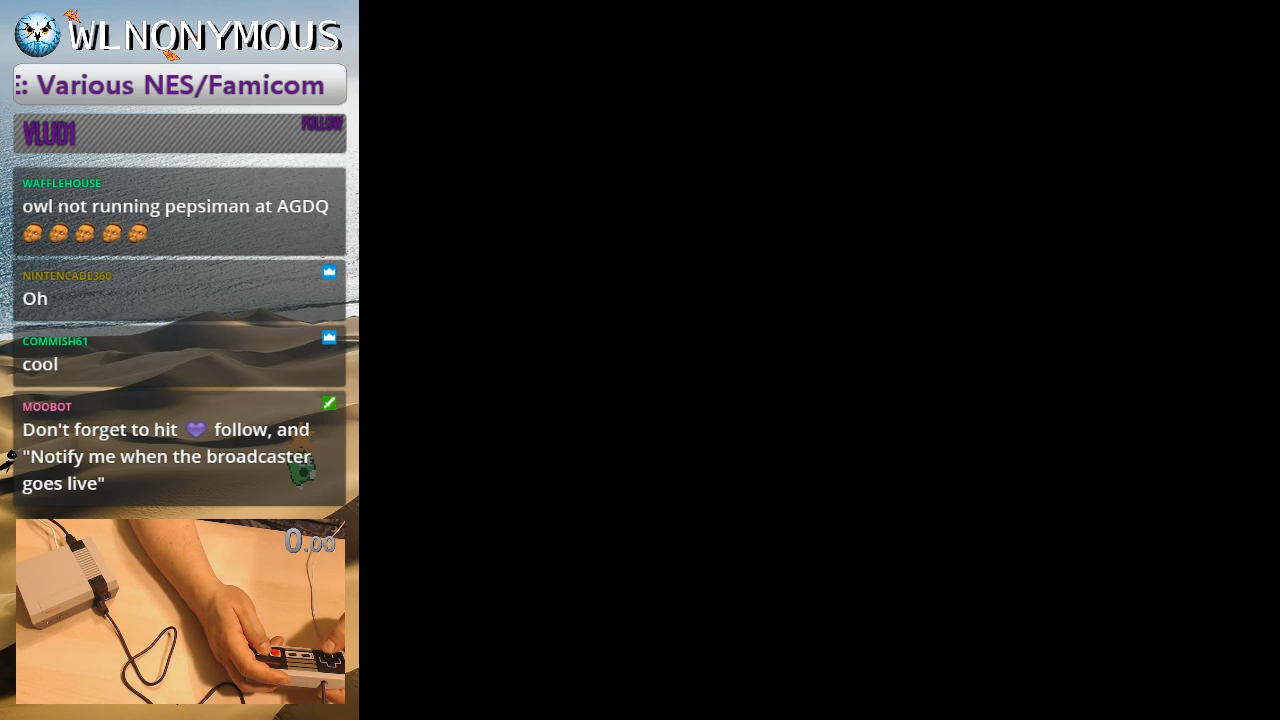 WLNONYMOUS
: Various NES/Famicom
VLUD1
FOLLOW
WAFFLEHOUSE
owl not running pepsiman at AGDQ
NINTENCADE360
Oh
COMMISH61
cool
MOOBOT
Don't forget to hit 💜 follow, and
"Notify me when the broadcaster
goes live"
0.00